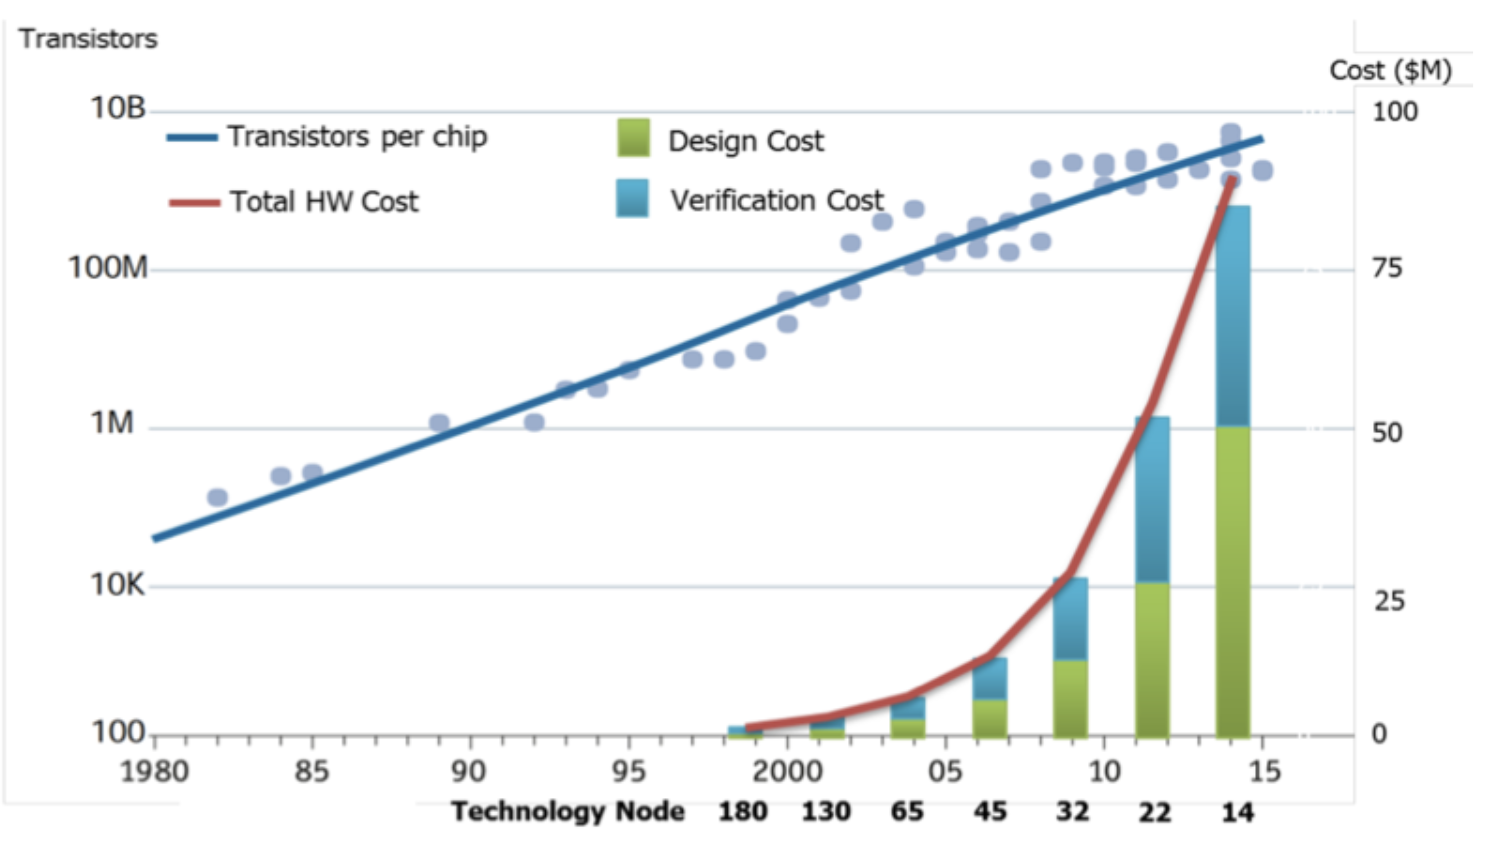 Transistors
Cost ($M)
10B
100
Transistors per chip
Design Cost
Total HW Cost
Verification Cost
100M
75
1M
50
10K
25
100
0
1980 85 90 95 2000 05 10 15
Technology Node 180 130 65 45 32 22 14